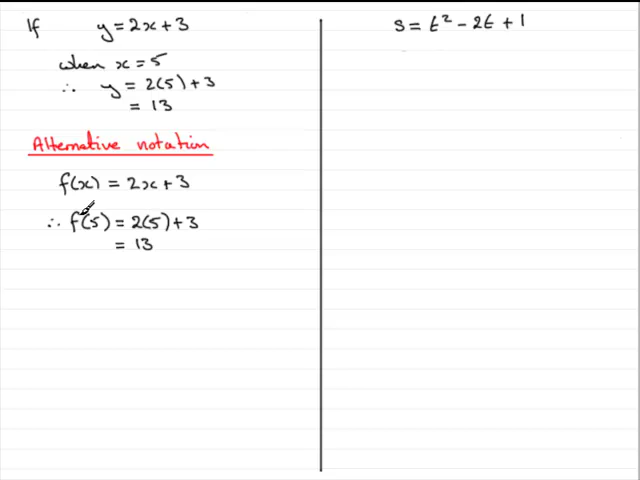 If y = 2x + 3
when x = 5
∴ y = 2(5) + 3
= 13
Alternative notation
f(x) = 2x + 3
∴ f(5) = 2(5) + 3
= 13
s = t² - 2t + 1